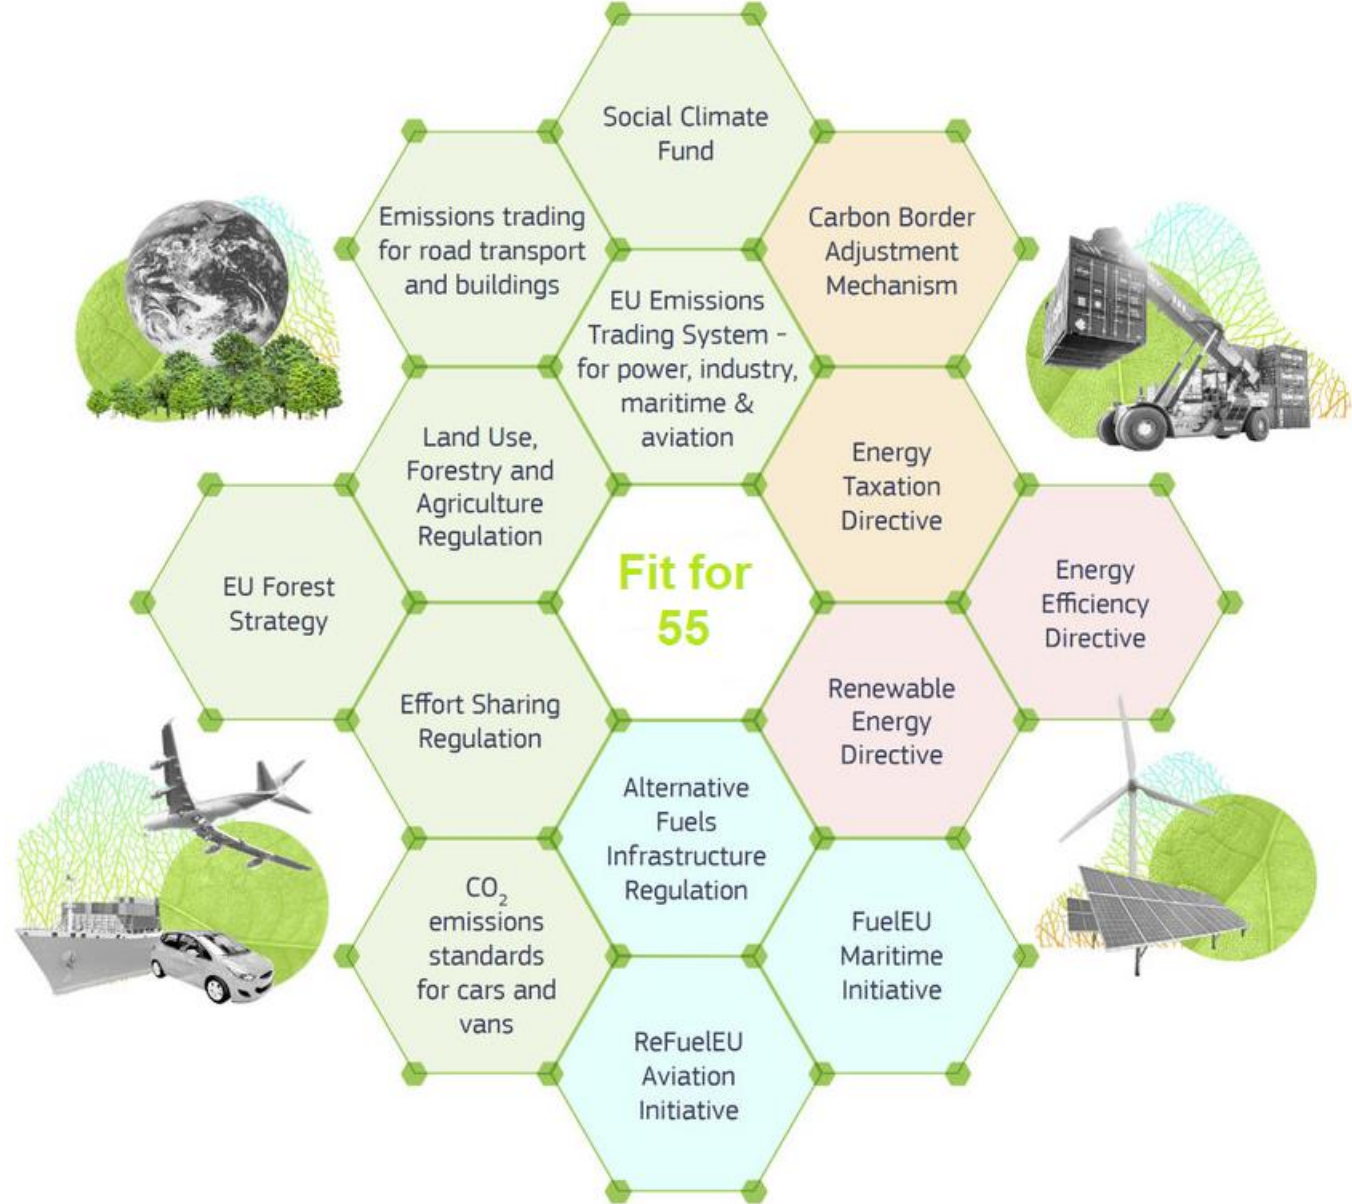 Social Climate
Fund
Emissions trading
for road transport
and buildings
Carbon Border
Adjustment
Mechanism
EU Emissions
Trading System -
for power, industry,
maritime &
aviation
Land Use,
Forestry and
Agriculture
Regulation
Energy
Taxation
Directive
EU Forest
Strategy
Fit for
55
Energy
Efficiency
Directive
Effort Sharing
Regulation
Renewable
Energy
Directive
Alternative
Fuels
Infrastructure
Regulation
CO₂
emissions
standards
for cars and
vans
FuelEU
Maritime
Initiative
ReFuelEU
Aviation
Initiative